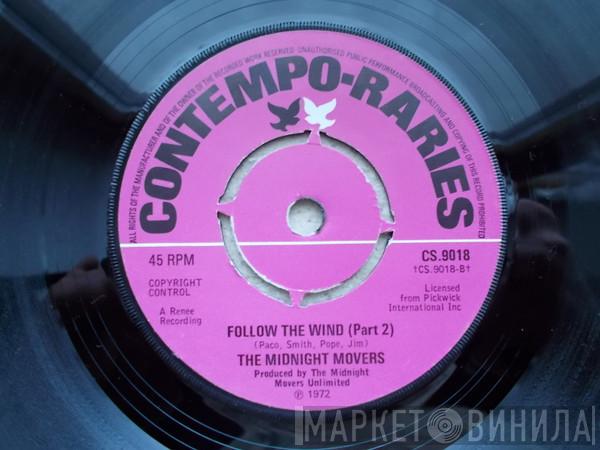 ALL RIGHTS OF THE MANUFACTURER AND OF THE OWNER OF THE RECORDED WORK RESERVED · UNAUTHORISED PUBLIC PERFORMANCE BROADCASTING AND COPYING OF THIS RECORD PROHIBITED
CONTEMPO-RARIES
45 RPM
CS.9018
†CS.9018-B†
COPYRIGHT
CONTROL
Licensed
from Pickwick
International Inc
A Renee
Recording
FOLLOW THE WIND (Part 2)
(Paco, Smith, Pope, Jim)
THE MIDNIGHT MOVERS
Produced by The Midnight
Movers Unlimited
℗ 1972
МАРКЕТ ВИНИЛА